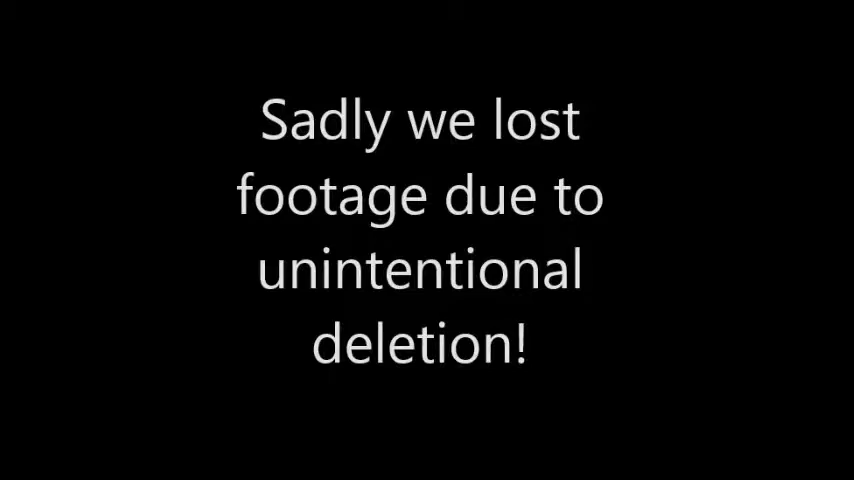 Sadly we lost
footage due to
unintentional
deletion!